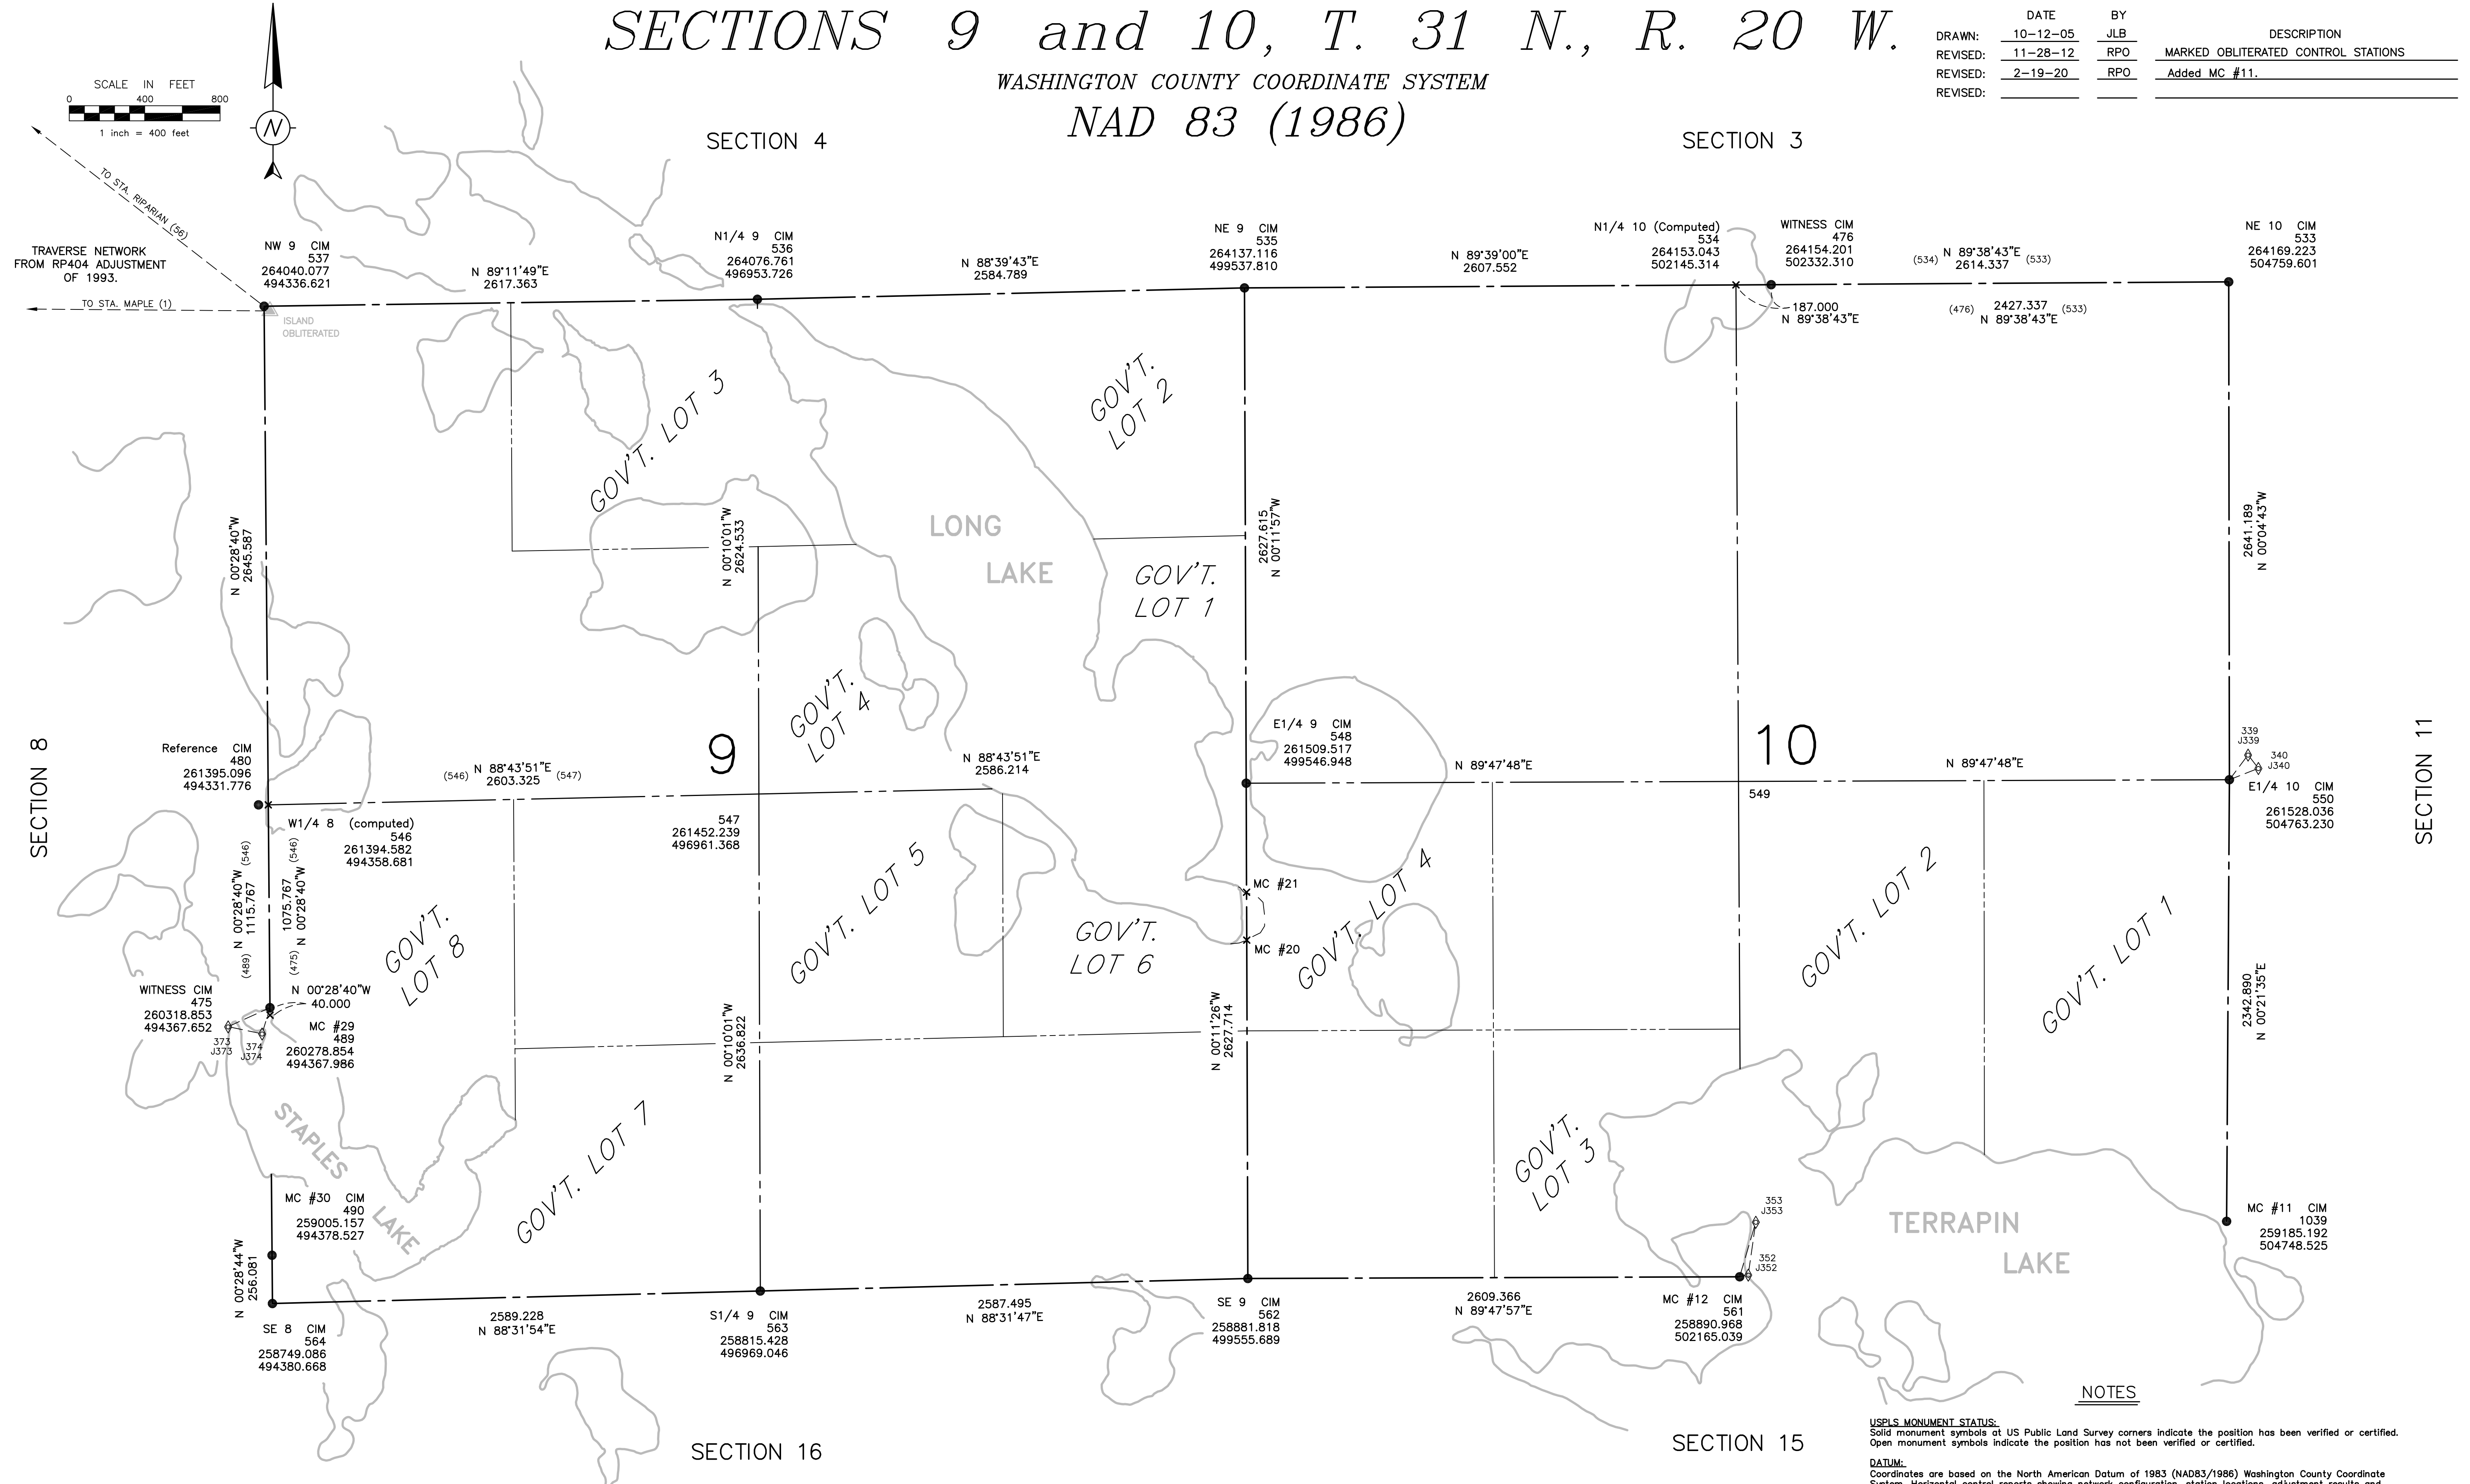 SECTIONS 9 and 10, T. 31 N., R. 20 W.
WASHINGTON COUNTY COORDINATE SYSTEM
NAD 83 (1986)
DATE BY DESCRIPTION
DRAWN: 10-12-05 JLB
REVISED: 11-28-12 RPO MARKED OBLITERATED CONTROL STATIONS
REVISED: 2-19-20 RPO Added MC #11.
REVISED:
SCALE IN FEET
0 400 800
1 inch = 400 feet
N
SECTION 4
SECTION 3
TO STA. RIPARIAN (56)
TRAVERSE NETWORK
FROM RP404 ADJUSTMENT
OF 1993.
TO STA. MAPLE (1)
NW 9 CIM
537
264040.077
494336.621
ISLAND
OBLITERATED
N 89°11'49"E
2617.363
N1/4 9 CIM
536
264076.761
496953.726
N 88°39'43"E
2584.789
NE 9 CIM
535
264137.116
499537.810
N 89°39'00"E
2607.552
N1/4 10 (Computed)
534
264153.043
502145.314
WITNESS CIM
476
264154.201
502332.310
(534) N 89°38'43"E (533)
2614.337
187.000
N 89°38'43"E
(476) 2427.337 (533)
N 89°38'43"E
NE 10 CIM
533
264169.223
504759.601
GOV'T. LOT 3
GOV'T.
LOT 2
N 00°28'40"W
2645.587
N 00°10'01"W
2624.533
LONG
LAKE
GOV'T.
LOT 1
2627.615
N 00°11'57"W
2641.189
N 00°04'43"W
GOV'T.
LOT 4
SECTION 8
Reference CIM
480
261395.096
494331.776
(546) N 88°43'51"E (547)
2603.325
9
N 88°43'51"E
2586.214
E1/4 9 CIM
548
261509.517
499546.948
N 89°47'48"E
10
549
N 89°47'48"E
339
J339
340
J340
E1/4 10 CIM
550
261528.036
504763.230
SECTION 11
W1/4 8 (computed)
546
261394.582
494358.681
547
261452.239
496961.368
(489) N 00°28'40"W (546)
1115.767
1075.767
(475) N 00°28'40"W (546)
GOV'T.
LOT 8
GOV'T. LOT 5
GOV'T.
LOT 6
MC #21
MC #20
GOV'T. LOT 4
GOV'T. LOT 2
GOV'T. LOT 1
WITNESS CIM
475
260318.853
494367.652
N 00°28'40"W
40.000
373
J373
374
J374
MC #29
489
260278.854
494367.986
N 00°10'01"W
2636.822
N 00°11'26"W
2627.714
2342.890
N 00°21'35"E
STAPLES
LAKE
GOV'T. LOT 7
GOV'T.
LOT 3
MC #30 CIM
490
259005.157
494378.527
N 00°28'44"W
2556.081
353
J353
352
J352
TERRAPIN
LAKE
MC #11 CIM
1039
259185.192
504748.525
SE 8 CIM
564
258749.086
494380.668
2589.228
N 88°31'54"E
S1/4 9 CIM
563
258815.428
496969.046
2587.495
N 88°31'47"E
SE 9 CIM
562
258881.818
499555.689
2609.366
N 89°47'57"E
MC #12 CIM
561
258890.968
502165.039
SECTION 16
SECTION 15
NOTES
USPLS MONUMENT STATUS:
Solid monument symbols at US Public Land Survey corners indicate the position has been verified or certified.
Open monument symbols indicate the position has not been verified or certified.
DATUM:
Coordinates are based on the North American Datum of 1983 (NAD83/1986) Washington County Coordinate
System. Horizontal control reports showing network configuration, station locations, adjustment results and